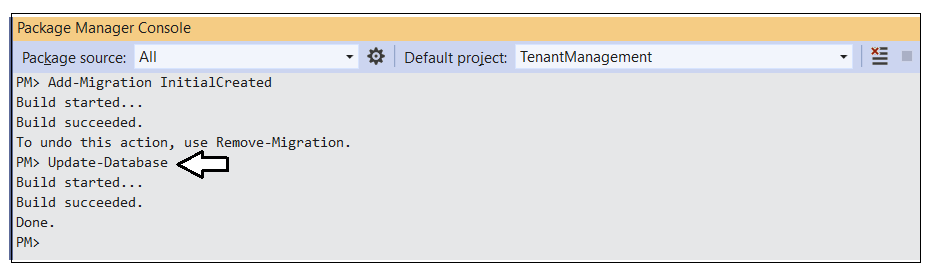 Package Manager Console
Package source: All Default project: TenantManagement
PM> Add-Migration InitialCreated
Build started...
Build succeeded.
To undo this action, use Remove-Migration.
PM> Update-Database
Build started...
Build succeeded.
Done.
PM>